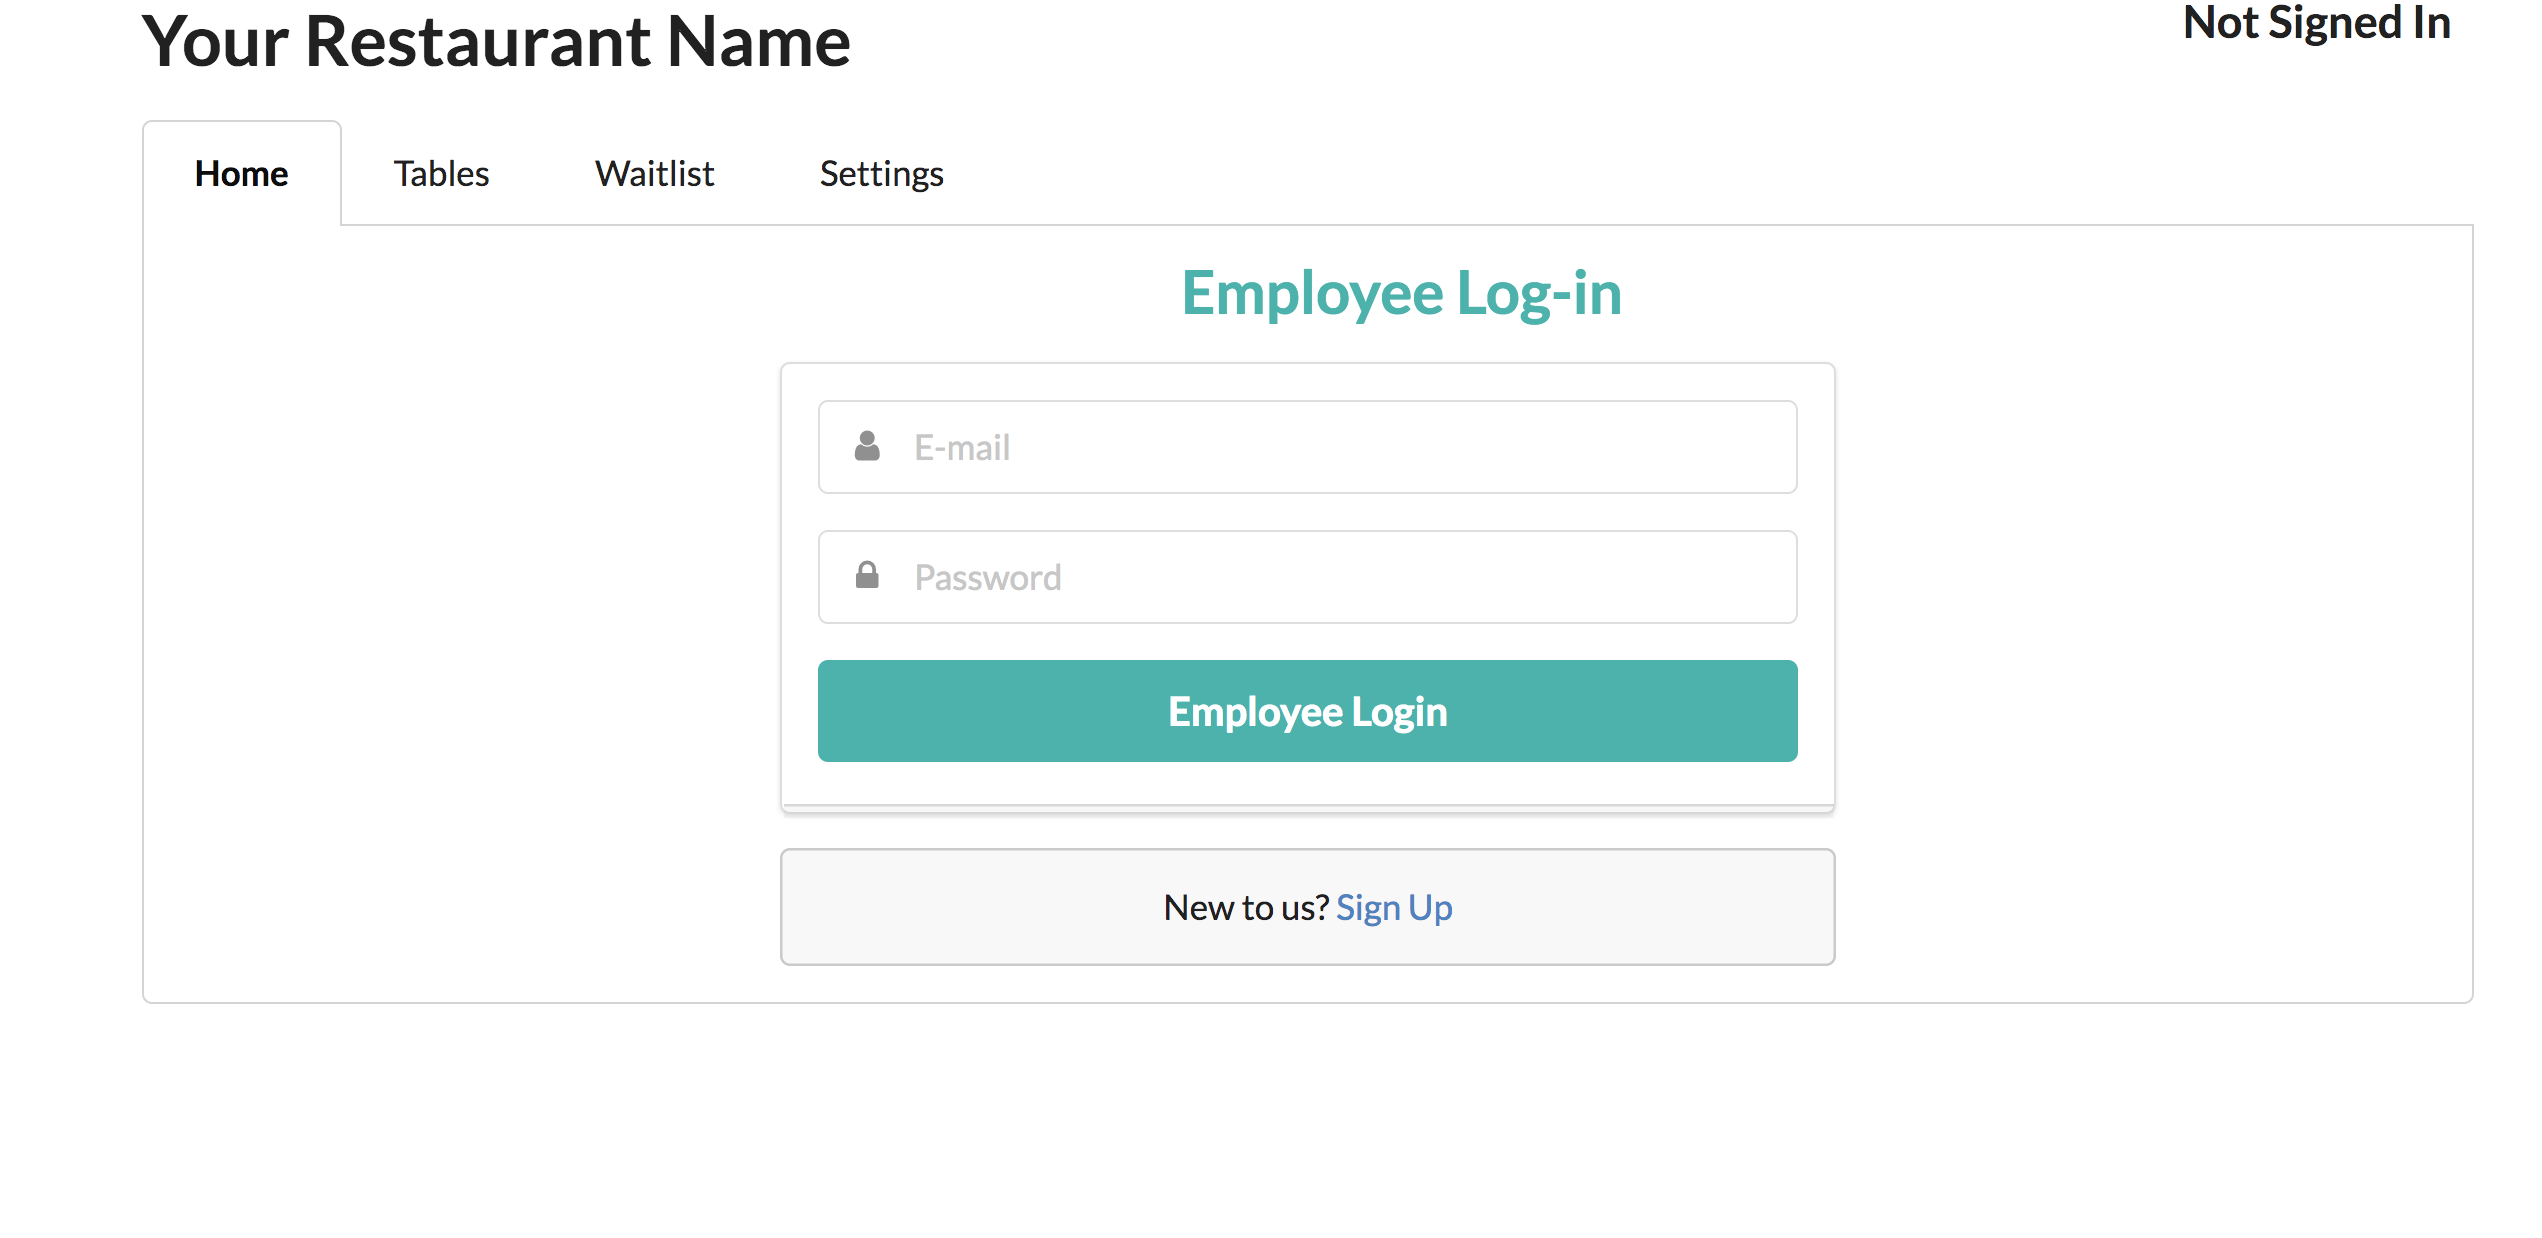 Your Restaurant Name
Not Signed In
Home Tables Waitlist Settings
Employee Log-in
E-mail
Password
Employee Login
New to us? Sign Up